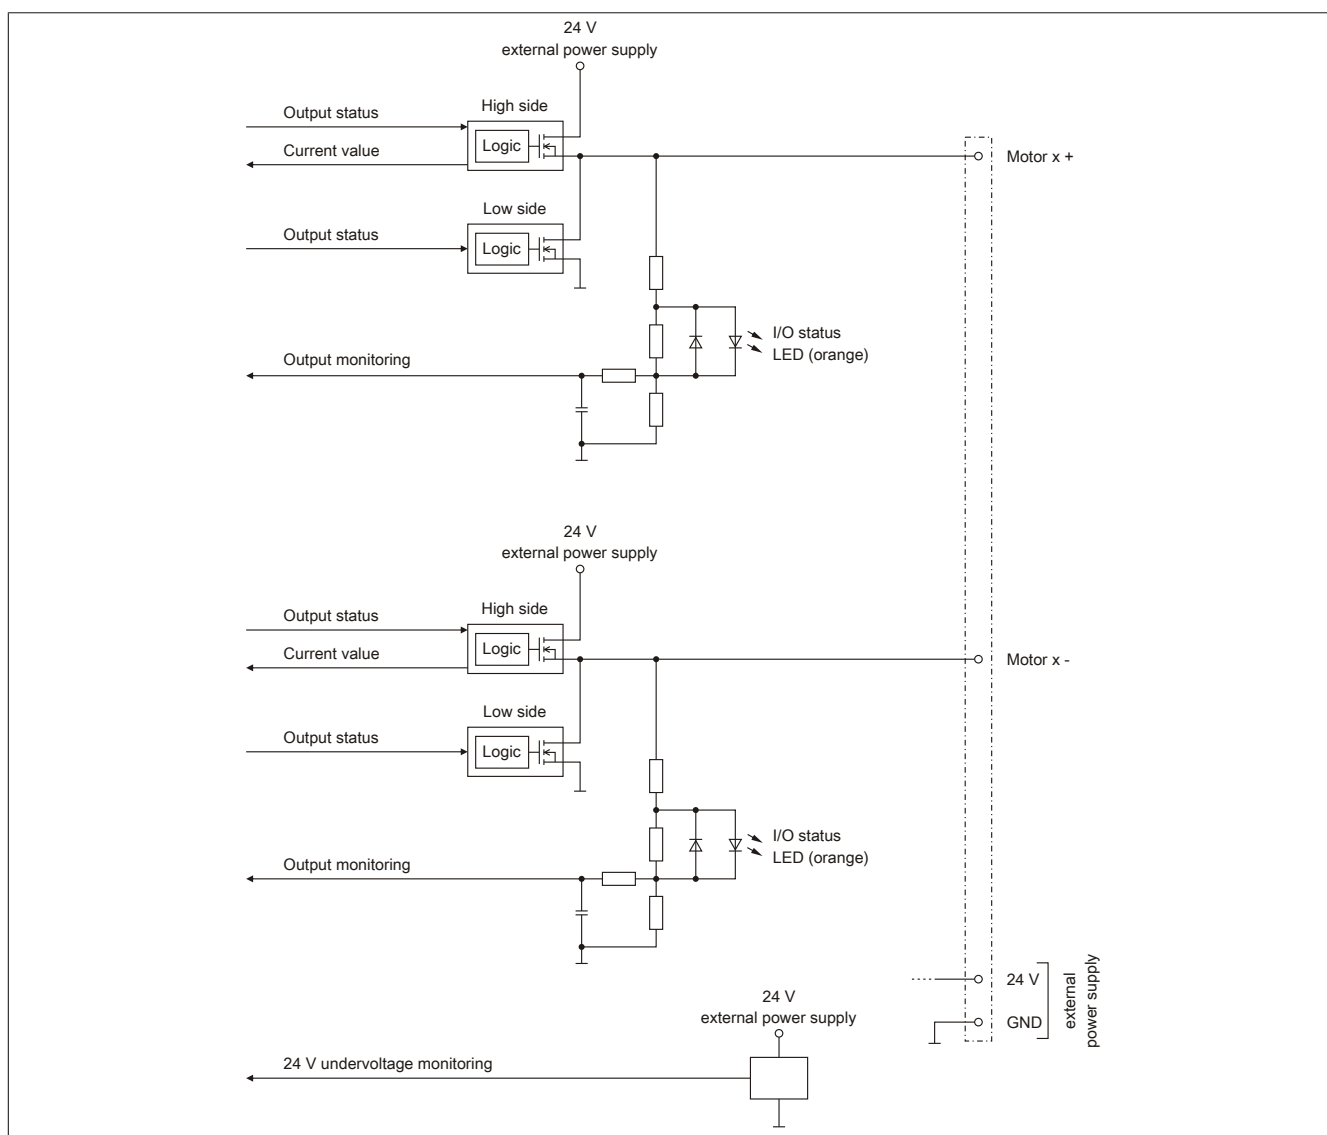 24 V
external power supply
High side
Output status
Logic
Current value
Motor x +
Low side
Output status
Logic
I/O status
LED (orange)
Output monitoring
24 V
external power supply
High side
Output status
Logic
Current value
Motor x -
Low side
Output status
Logic
I/O status
LED (orange)
Output monitoring
24 V
GND
external
power supply
24 V
external power supply
24 V undervoltage monitoring